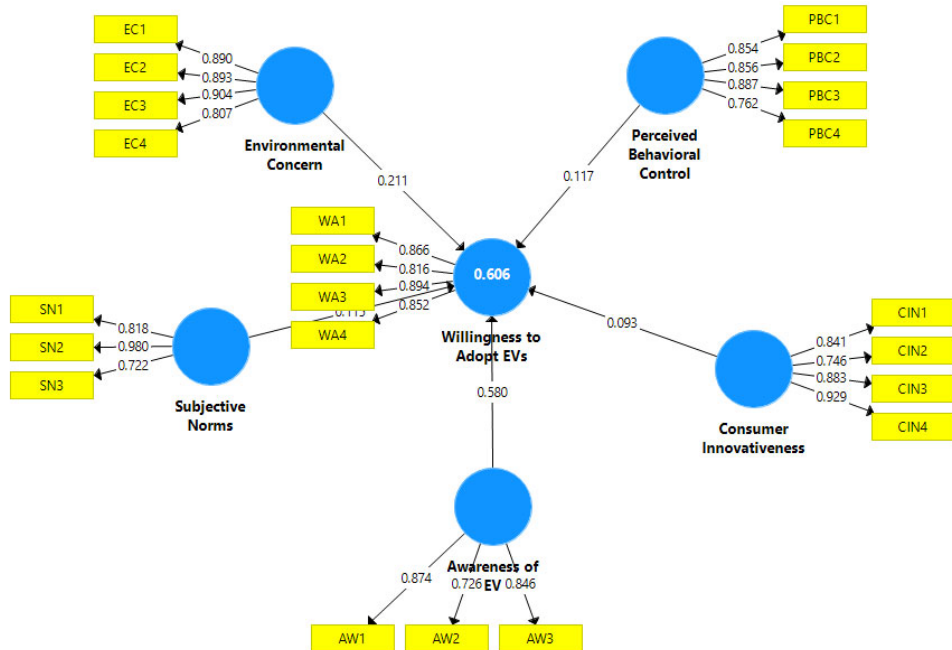 EC1
EC2
EC3
EC4
0.890
0.893
0.904
0.807
Environmental
Concern
0.211
PBC1
PBC2
PBC3
PBC4
0.854
0.856
0.887
0.762
Perceived
Behavioral
Control
0.117
WA1
WA2
WA3
WA4
0.866
0.816
0.894
0.852
0.606
Willingness to
Adopt EVs
SN1
SN2
SN3
0.818
0.980
0.722
Subjective
Norms
CIN1
CIN2
CIN3
CIN4
0.841
0.746
0.883
0.929
Consumer
Innovativeness
0.093
0.580
Awareness of
EV
0.874
0.726
0.846
AW1
AW2
AW3